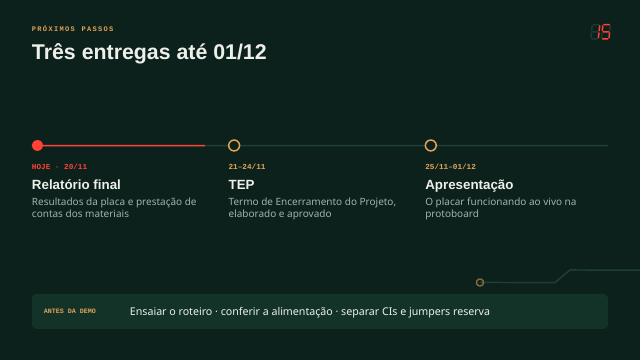 PRÓXIMOS PASSOS
15
Três entregas até 01/12
HOJE · 20/11
Relatório final
Resultados da placa e prestação de
contas dos materiais
21–24/11
TEP
Termo de Encerramento do Projeto,
elaborado e aprovado
25/11–01/12
Apresentação
O placar funcionando ao vivo na
protoboard
ANTES DA DEMO
Ensaiar o roteiro · conferir a alimentação · separar CIs e jumpers reserva